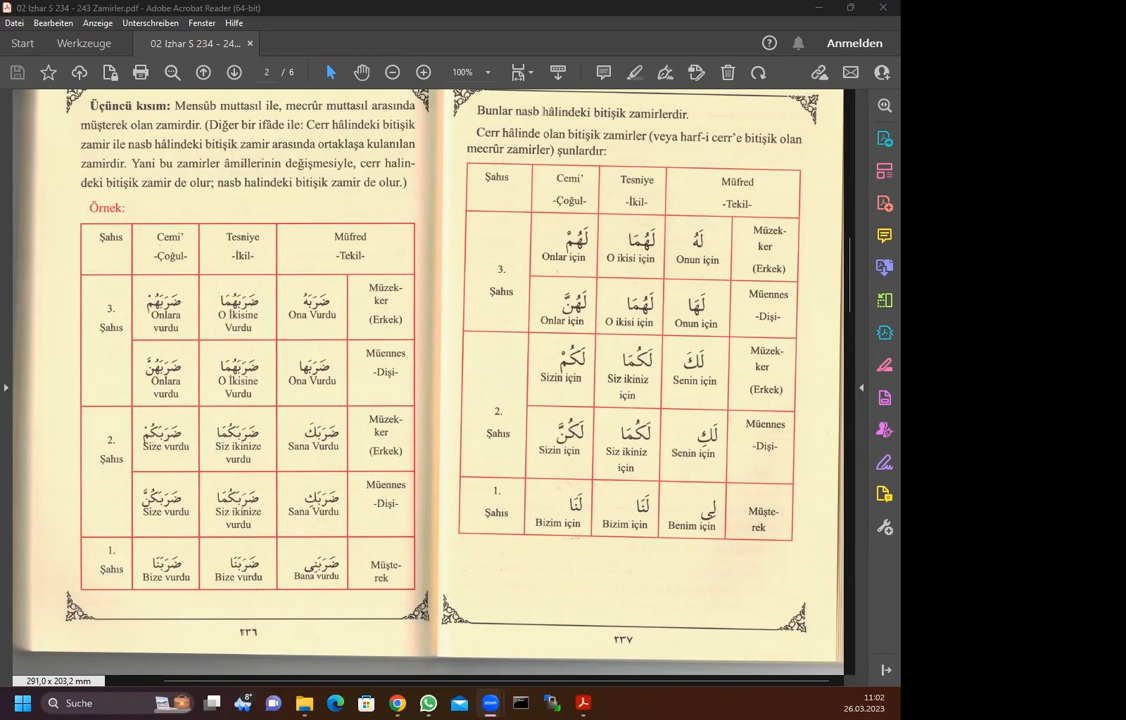 02 Izhar S 234 - 243 Zamirler.pdf - Adobe Acrobat Reader (64-bit)
Datei Bearbeiten Anzeige Unterschreiben Fenster Hilfe
Start Werkzeuge 02 Izhar S 234 - 24... × Anmelden
2 / 6 100%
Üçüncü kısım: Mensûb muttasıl ile, mecrûr muttasıl arasında
müşterek olan zamirdir. (Diğer bir ifâde ile: Cerr hâlindeki bitişik
zamir ile nasb hâlindeki bitişik zamir arasında ortaklaşa kulanılan
zamirdir. Yani bu zamirler âmillerinin değişmesiyle, cerr halin-
deki bitişik zamir de olur; nasb halindeki bitişik zamir de olur.)
Örnek:
Şahıs Cemi’ Tesniye Müfred
-Çoğul- -İkil- -Tekil-
3. Şahıs
ضَرَبَهُمْ ضَرَبَهُمَا ضَرَبَهُ Müzek-
Onlara O İkisine Ona Vurdu ker
vurdu Vurdu (Erkek)
ضَرَبَهُنَّ ضَرَبَهُمَا ضَرَبَهَا Müennes
Onlara O İkisine Ona Vurdu -Dişi-
vurdu Vurdu
2. Şahıs
ضَرَبَكُمْ ضَرَبَكُمَا ضَرَبَكَ Müzek-
Size vurdu Siz ikinize Sana Vurdu ker
vurdu (Erkek)
ضَرَبَكُنَّ ضَرَبَكُمَا ضَرَبَكِ Müennes
Size vurdu Siz ikinize Sana Vurdu -Dişi-
vurdu
1. Şahıs
ضَرَبَنَا ضَرَبَنَا ضَرَبَنِى Müşte-
Bize vurdu Bize vurdu Bana vurdu rek
٢٣٦
Bunlar nasb hâlindeki bitişik zamirlerdir.
Cerr hâlinde olan bitişik zamirler (veya harf-i cerr’e bitişik olan
mecrûr zamirler) şunlardır:
Şahıs Cemi’ Tesniye Müfred
-Çoğul- -İkil- -Tekil-
3. Şahıs
لَهُمْ لَهُمَا لَهُ Müzek-
Onlar için O ikisi için Onun için ker
(Erkek)
لَهُنَّ لَهُمَا لَهَا Müennes
Onlar için O ikisi için Onun için -Dişi-
2. Şahıs
لَكُمْ لَكُمَا لَكَ Müzek-
Sizin için Siz ikiniz Senin için ker
için (Erkek)
لَكُنَّ لَكُمَا لَكِ Müennes
Sizin için Siz ikiniz Senin için -Dişi-
için
1. Şahıs
لَنَا لَنَا لِى Müşte-
Bizim için Bizim için Benim için rek
٢٣٧
291,0 x 203,2 mm
Suche 8° zoom 11:02
26.03.2023